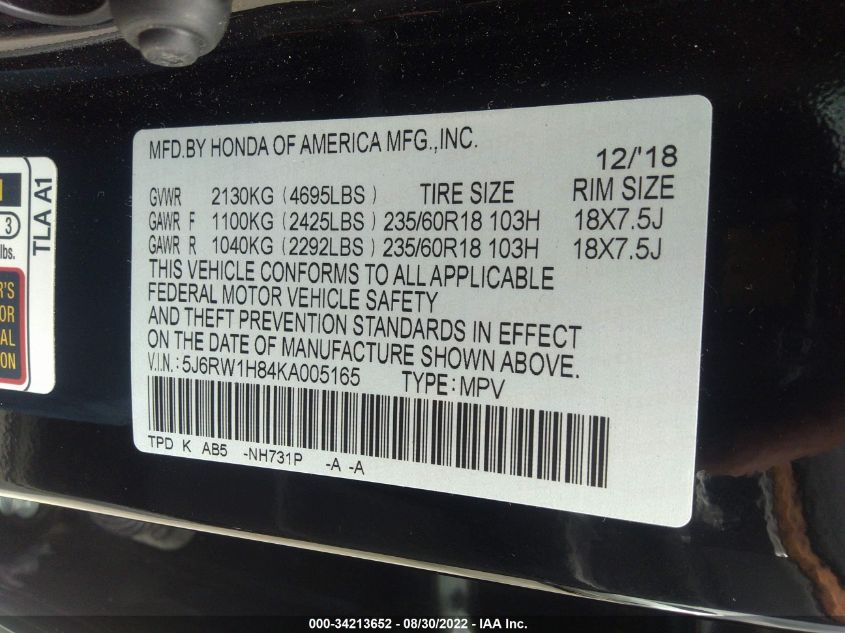 MFD.BY HONDA OF AMERICA MFG.,INC.
12/'18
GVWR 2130KG (4695LBS) TIRE SIZE RIM SIZE
GAWR F 1100KG (2425LBS) 235/60R18 103H 18X7.5J
GAWR R 1040KG (2292LBS) 235/60R18 103H 18X7.5J
THIS VEHICLE CONFORMS TO ALL APPLICABLE
FEDERAL MOTOR VEHICLE SAFETY
AND THEFT PREVENTION STANDARDS IN EFFECT
ON THE DATE OF MANUFACTURE SHOWN ABOVE.
V.I.N.: 5J6RW1H84KA005165 TYPE: MPV
TPD K AB5 -NH731P -A -A
TLA A1
3
lbs.
000-34213652 - 08/30/2022 - IAA Inc.